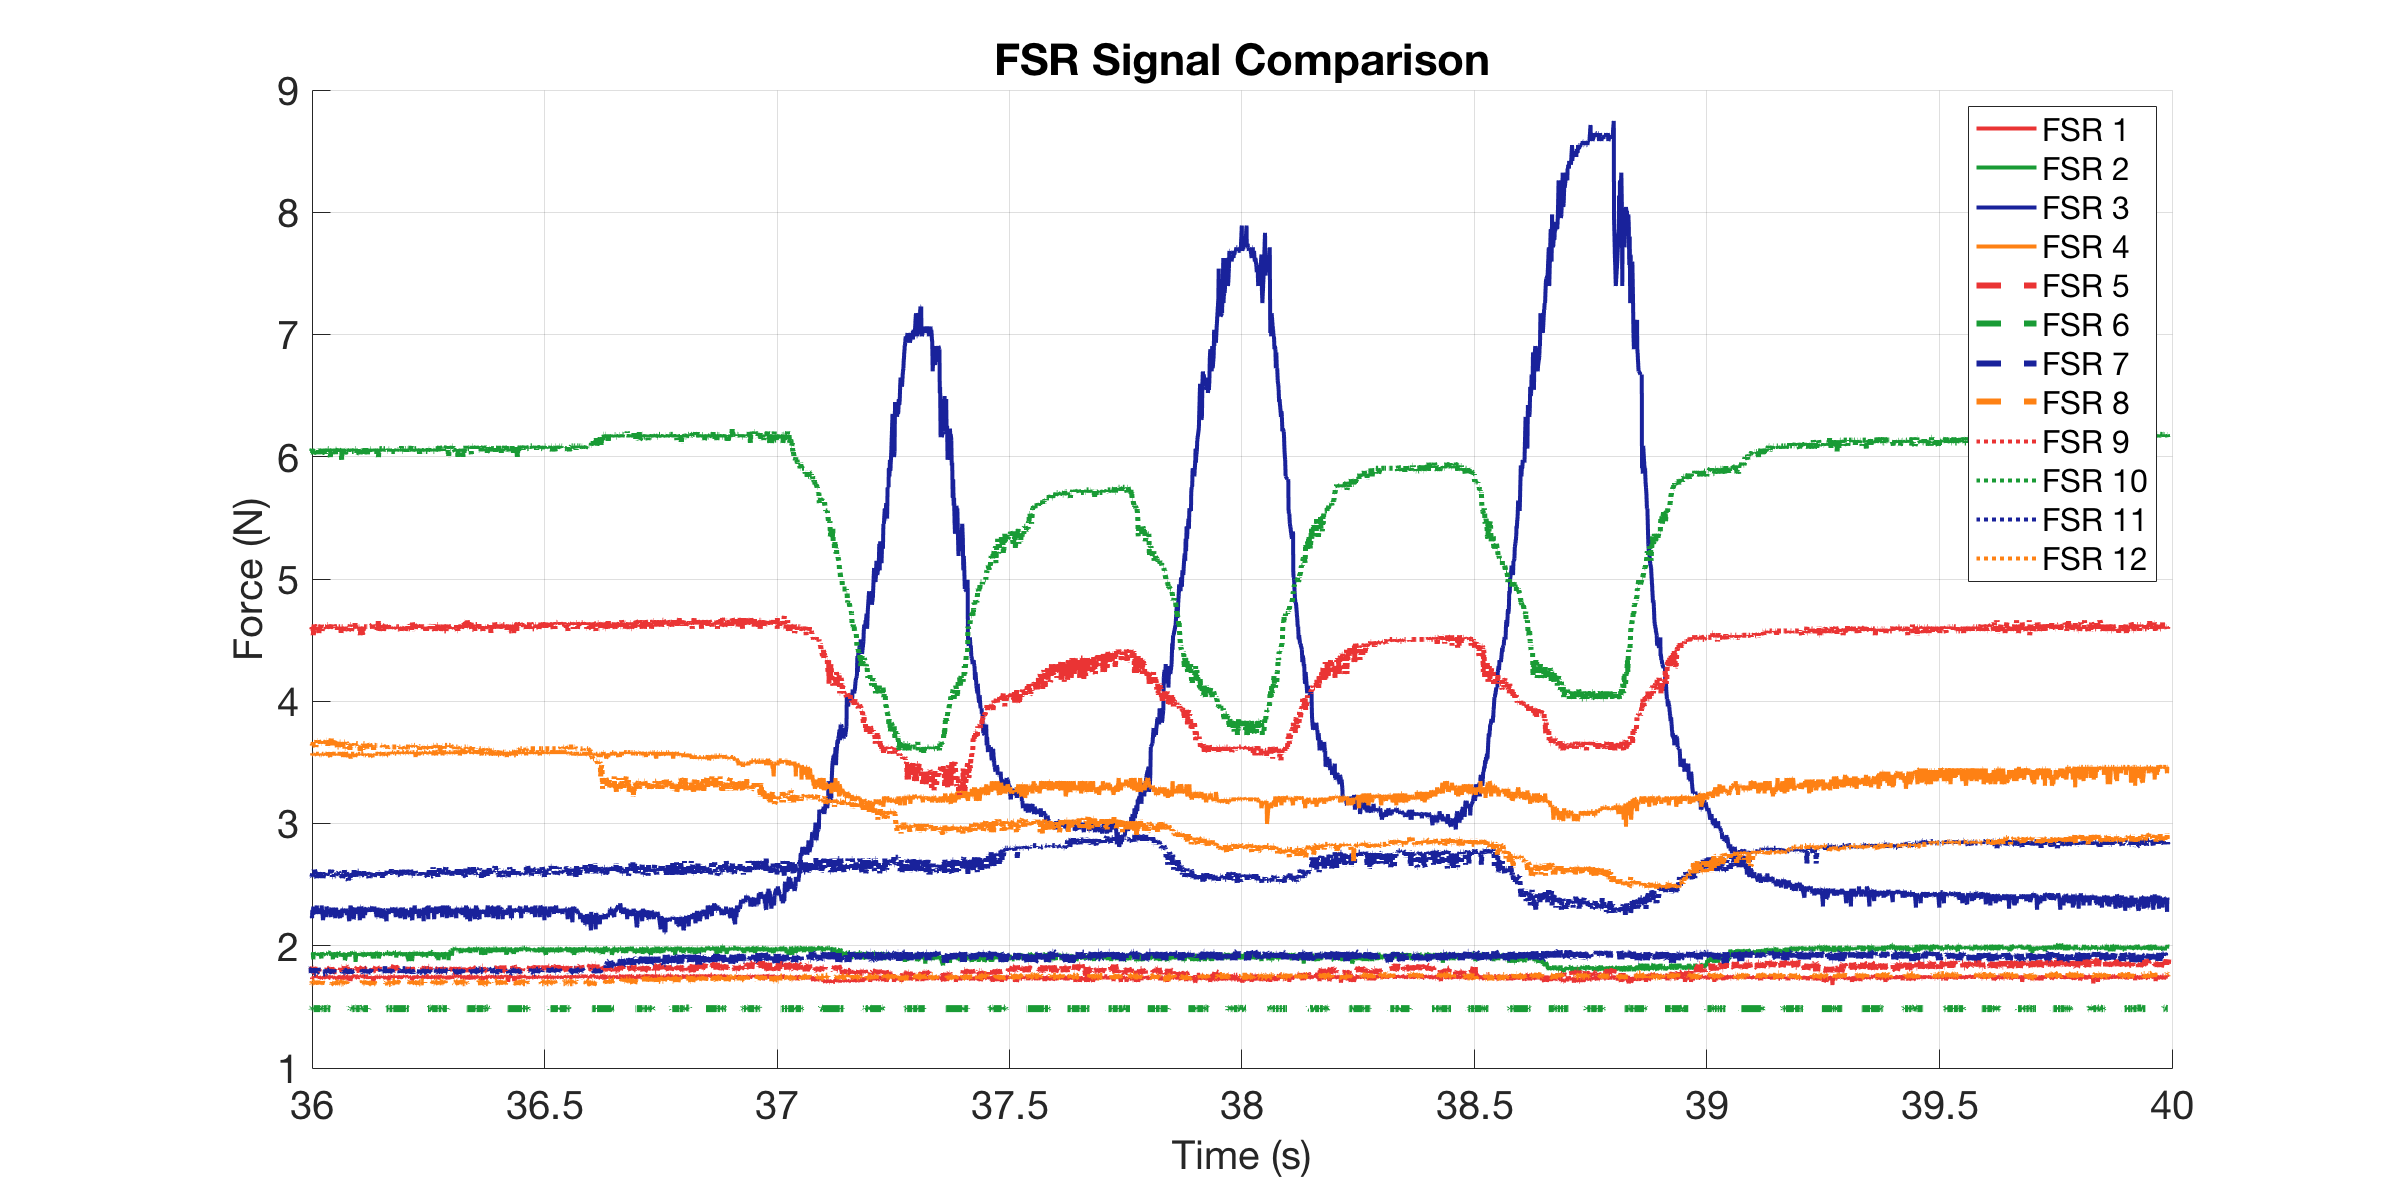 FSR Signal Comparison
9
8
7
6
5
4
3
2
1
Force (N)
FSR 1
FSR 2
FSR 3
FSR 4
FSR 5
FSR 6
FSR 7
FSR 8
FSR 9
FSR 10
FSR 11
FSR 12
36 36.5 37 37.5 38 38.5 39 39.5 40
Time (s)